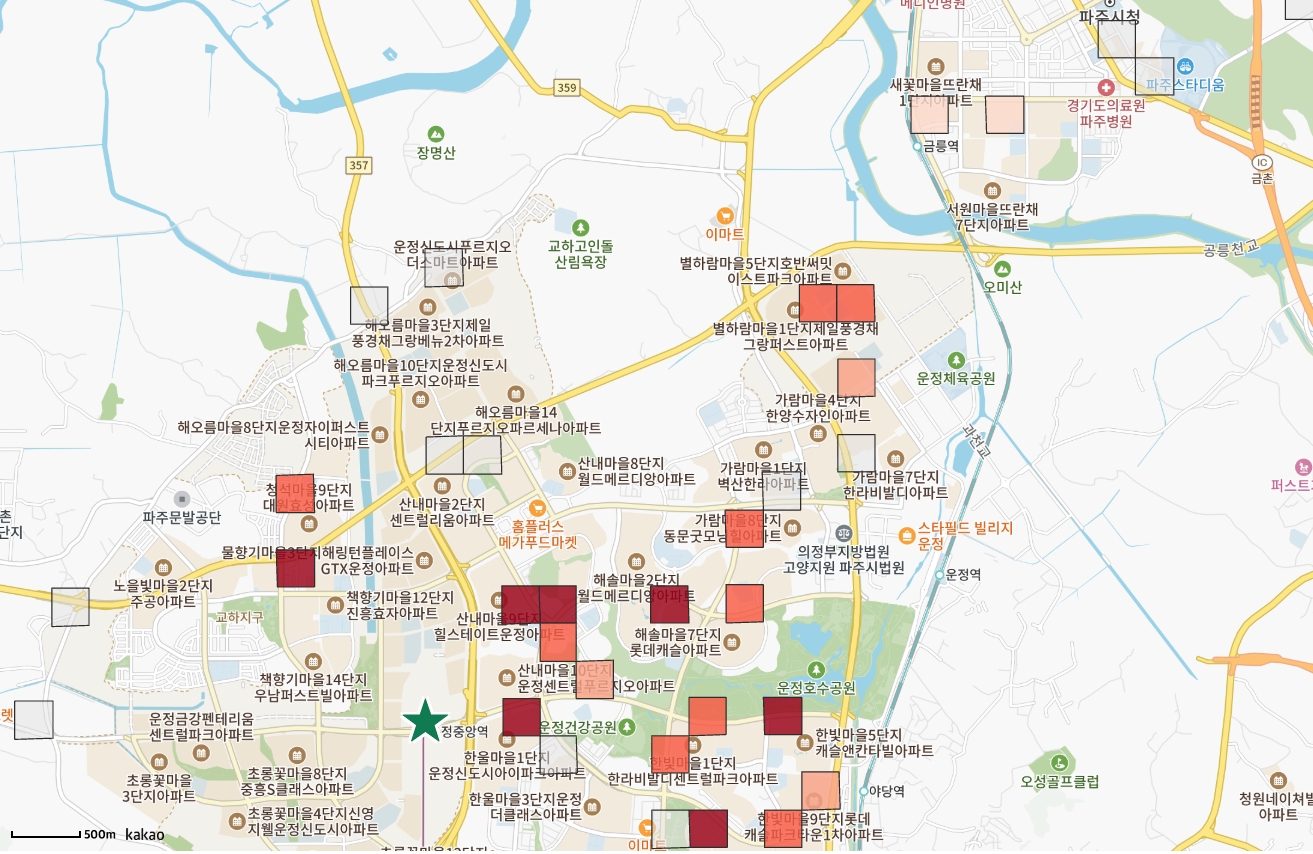 메디인병원
파주시청
359
새꽃마을뜨란채
1단지아파트
파주스타디움
경기도의료원
파주병원
장명산
357
금릉역
IC
금촌
서원마을뜨란채
7단지아파트
이마트
운정신도시푸르지오
더스마트아파트
교하고인돌
산림욕장
공릉천교
별하람마을5단지호반써밋
이스트파크아파트
오미산
해오름마을3단지제일
풍경채그랑베뉴2차아파트
별하람마을1단지제일풍경채
그랑퍼스트아파트
해오름마을10단지운정신도시
파크푸르지오아파트
운정체육공원
해오름마을14
단지푸르지오파르세나아파트
가람마을4단지
한양수자인아파트
해오름마을8단지운정자이퍼스트
시티아파트
과천교
산내마을8단지
월드메르디앙아파트
가람마을1단지
벽산한라아파트
가람마을7단지
한라비발디아파트
청석마을9단지
대원효성아파트
산내마을2단지
센트럴리움아파트
파주문발공단
촌
단지
홈플러스
메가푸드마켓
가람마을8단지
동문굿모닝힐아파트
스타필드 빌리지
운정
의정부지방법원
고양지원 파주시법원
물향기마을3단지해링턴플레이스
GTX운정아파트
노을빛마을2단지
주공아파트
해솔마을2단지
월드메르디앙아파트
운정역
책향기마을12단지
진흥효자아파트
교하지구
산내마을9단지
힐스테이트운정아파트
해솔마을7단지
롯데캐슬아파트
책향기마을14단지
우남퍼스트빌아파트
산내마을10단지
운정센트럴푸르지오아파트
운정호수공원
렛
운정금강펜테리움
센트럴파크아파트
정중앙역
운정건강공원
한빛마을5단지
캐슬앤칸타빌아파트
한울마을1단지
운정신도시아이파크아파트
한빛마을1단지
한라비발디센트럴파크아파트
초롱꽃마을
3단지아파트
초롱꽃마을8단지
중흥S클래스아파트
오성골프클럽
야당역
한울마을3단지운정
더클래스아파트
초롱꽃마을4단지신영
지웰운정신도시아파트
한빛마을9단지롯데
캐슬파크타운1차아파트
청원네이쳐빌
아파트
500m
kakao
이마트
초롱꽃마을12단지